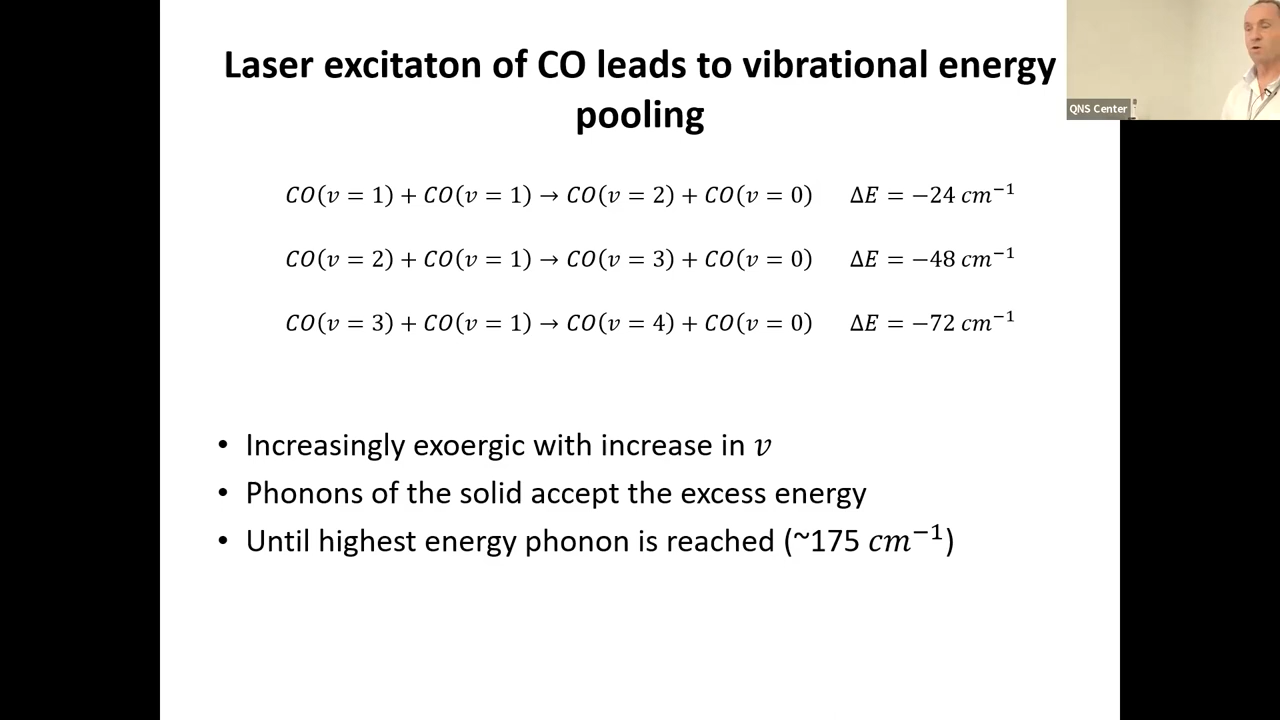 Laser excitaton of CO leads to vibrational energy
pooling
QNS Center
CO(v = 1) + CO(v = 1) → CO(v = 2) + CO(v = 0) ΔE = −24 cm⁻¹
CO(v = 2) + CO(v = 1) → CO(v = 3) + CO(v = 0) ΔE = −48 cm⁻¹
CO(v = 3) + CO(v = 1) → CO(v = 4) + CO(v = 0) ΔE = −72 cm⁻¹
• Increasingly exoergic with increase in v
• Phonons of the solid accept the excess energy
• Until highest energy phonon is reached (~175 cm⁻¹)